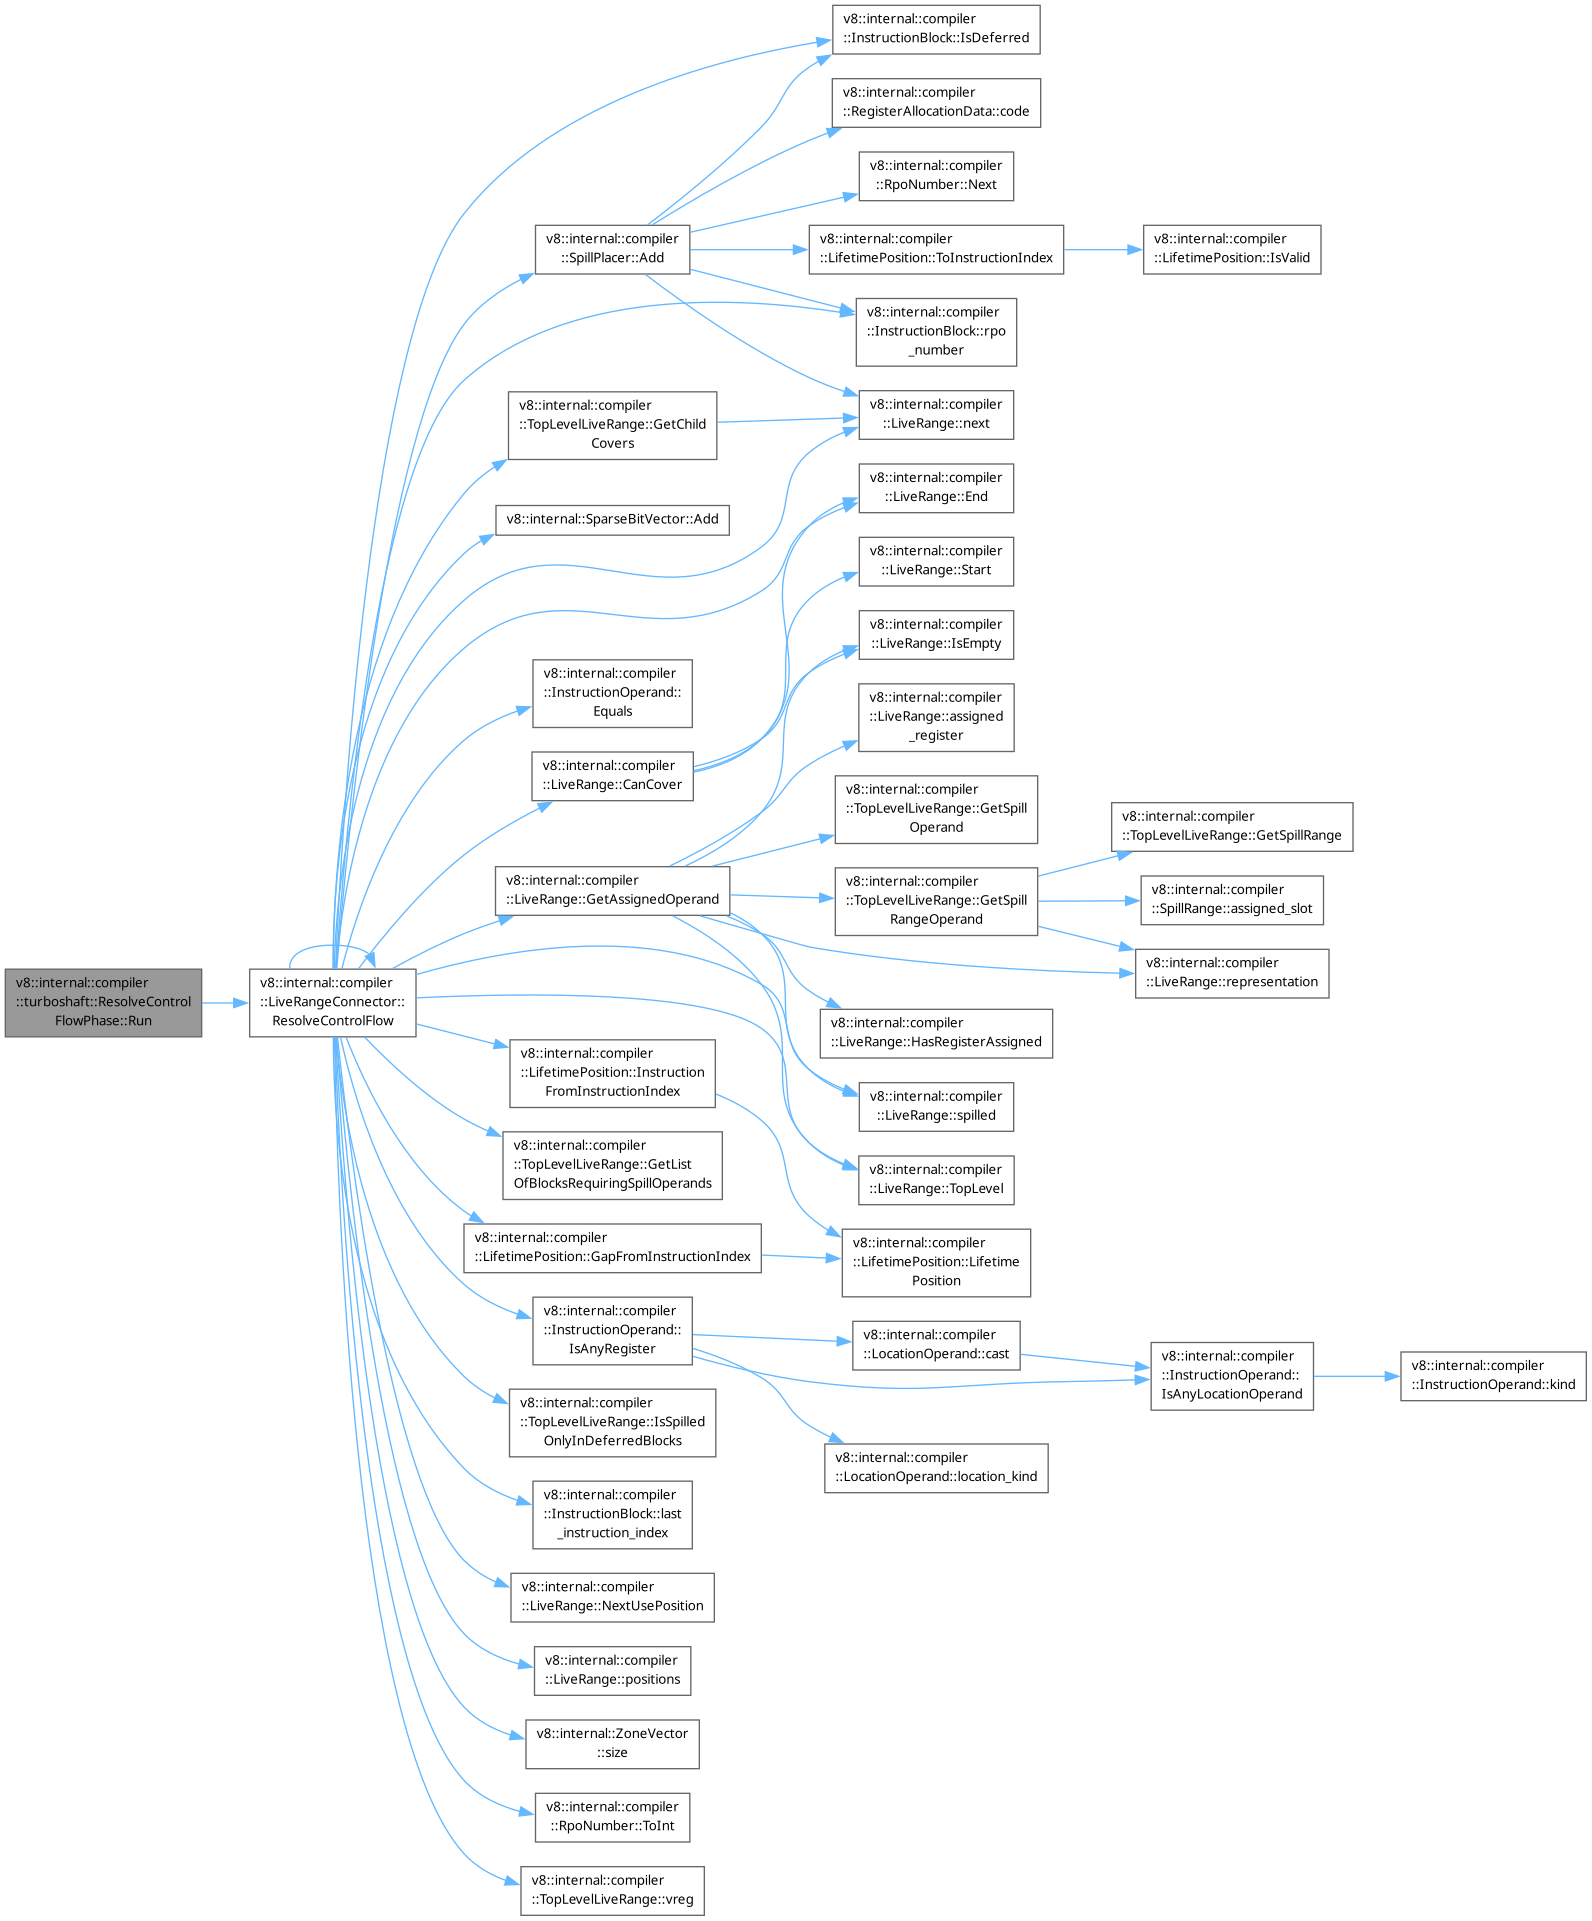 v8::internal::compiler
::InstructionBlock::IsDeferred
v8::internal::compiler
::RegisterAllocationData::code
v8::internal::compiler
::RpoNumber::Next
v8::internal::compiler
::SpillPlacer::Add
v8::internal::compiler
::LifetimePosition::ToInstructionIndex
v8::internal::compiler
::LifetimePosition::IsValid
v8::internal::compiler
::InstructionBlock::rpo
_number
v8::internal::compiler
::TopLevelLiveRange::GetChild
Covers
v8::internal::compiler
::LiveRange::next
v8::internal::compiler
::LiveRange::End
v8::internal::SparseBitVector::Add
v8::internal::compiler
::LiveRange::Start
v8::internal::compiler
::LiveRange::IsEmpty
v8::internal::compiler
::InstructionOperand::
Equals
v8::internal::compiler
::LiveRange::assigned
_register
v8::internal::compiler
::LiveRange::CanCover
v8::internal::compiler
::TopLevelLiveRange::GetSpill
Operand
v8::internal::compiler
::TopLevelLiveRange::GetSpillRange
v8::internal::compiler
::LiveRange::GetAssignedOperand
v8::internal::compiler
::TopLevelLiveRange::GetSpill
RangeOperand
v8::internal::compiler
::SpillRange::assigned_slot
v8::internal::compiler
::LiveRange::representation
v8::internal::compiler
::turboshaft::ResolveControl
FlowPhase::Run
v8::internal::compiler
::LiveRangeConnector::
ResolveControlFlow
v8::internal::compiler
::LiveRange::HasRegisterAssigned
v8::internal::compiler
::LifetimePosition::Instruction
FromInstructionIndex
v8::internal::compiler
::LiveRange::spilled
v8::internal::compiler
::TopLevelLiveRange::GetList
OfBlocksRequiringSpillOperands
v8::internal::compiler
::LiveRange::TopLevel
v8::internal::compiler
::LifetimePosition::GapFromInstructionIndex
v8::internal::compiler
::LifetimePosition::Lifetime
Position
v8::internal::compiler
::InstructionOperand::
IsAnyRegister
v8::internal::compiler
::LocationOperand::cast
v8::internal::compiler
::InstructionOperand::
IsAnyLocationOperand
v8::internal::compiler
::InstructionOperand::kind
v8::internal::compiler
::TopLevelLiveRange::IsSpilled
OnlyInDeferredBlocks
v8::internal::compiler
::LocationOperand::location_kind
v8::internal::compiler
::InstructionBlock::last
_instruction_index
v8::internal::compiler
::LiveRange::NextUsePosition
v8::internal::compiler
::LiveRange::positions
v8::internal::ZoneVector
::size
v8::internal::compiler
::RpoNumber::ToInt
v8::internal::compiler
::TopLevelLiveRange::vreg